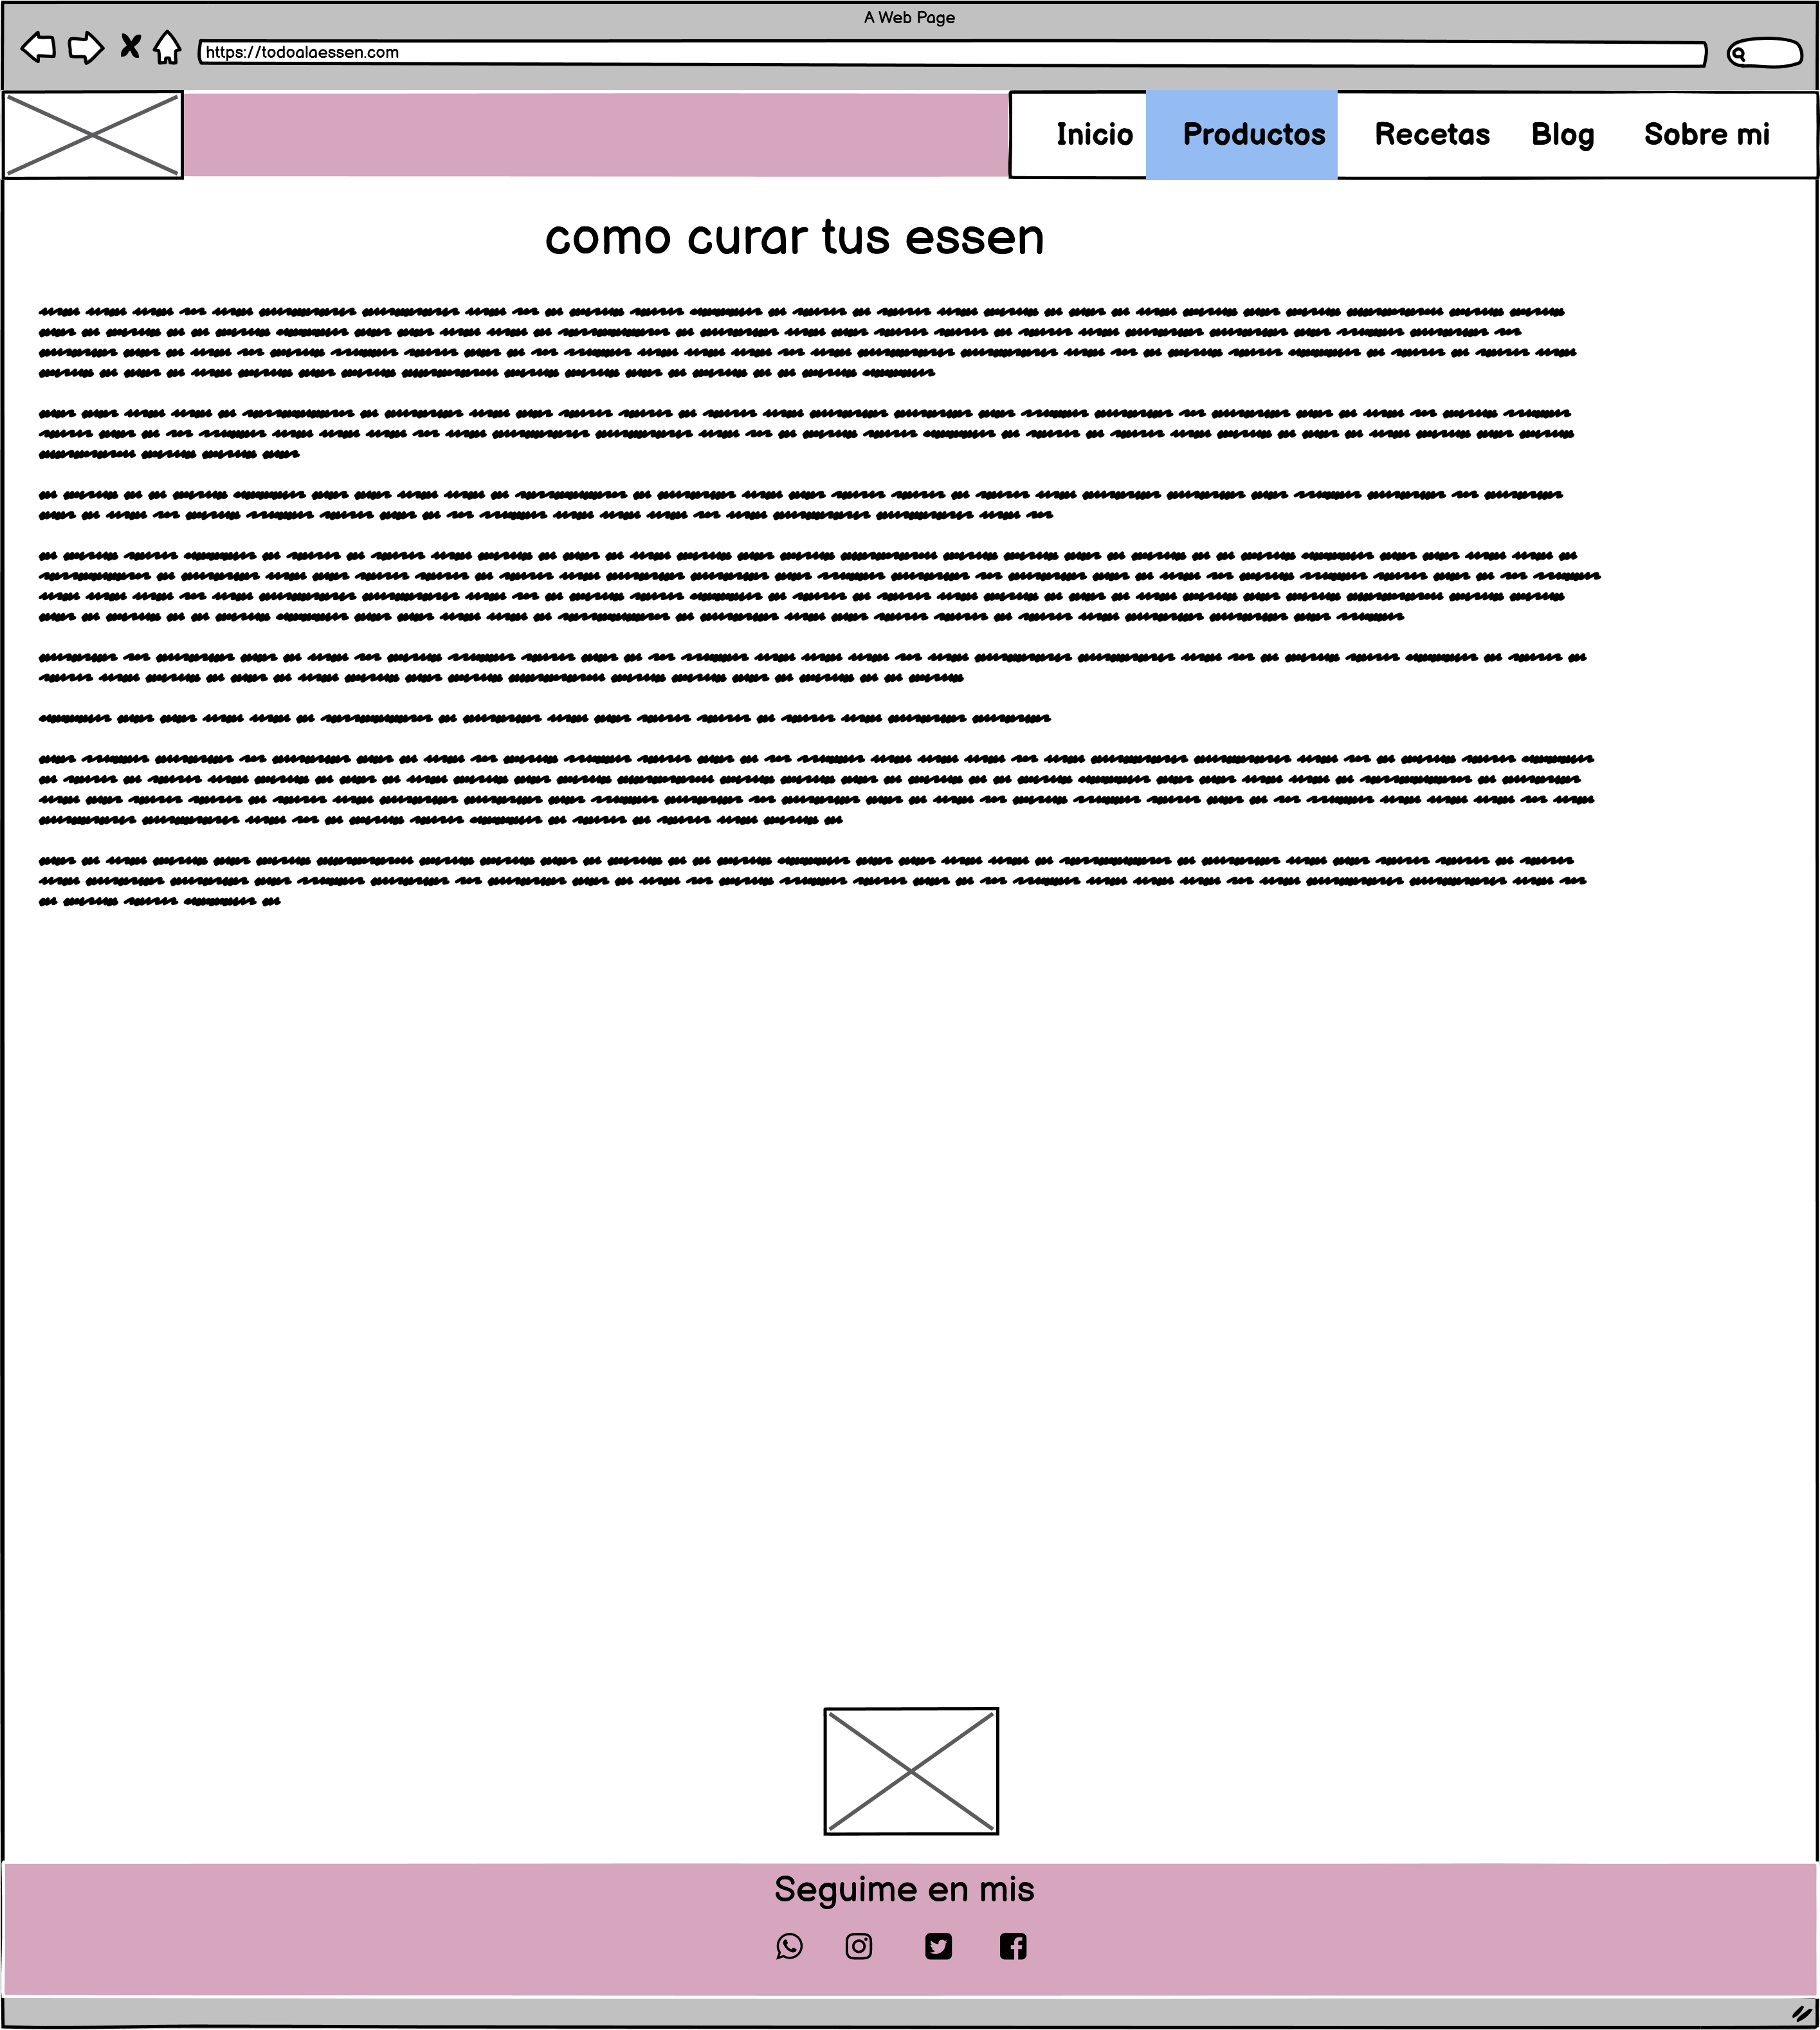 A Web Page
https://todoalaessen.com
Inicio Productos Recetas Blog Sobre mi
como curar tus essen
Seguime en mis